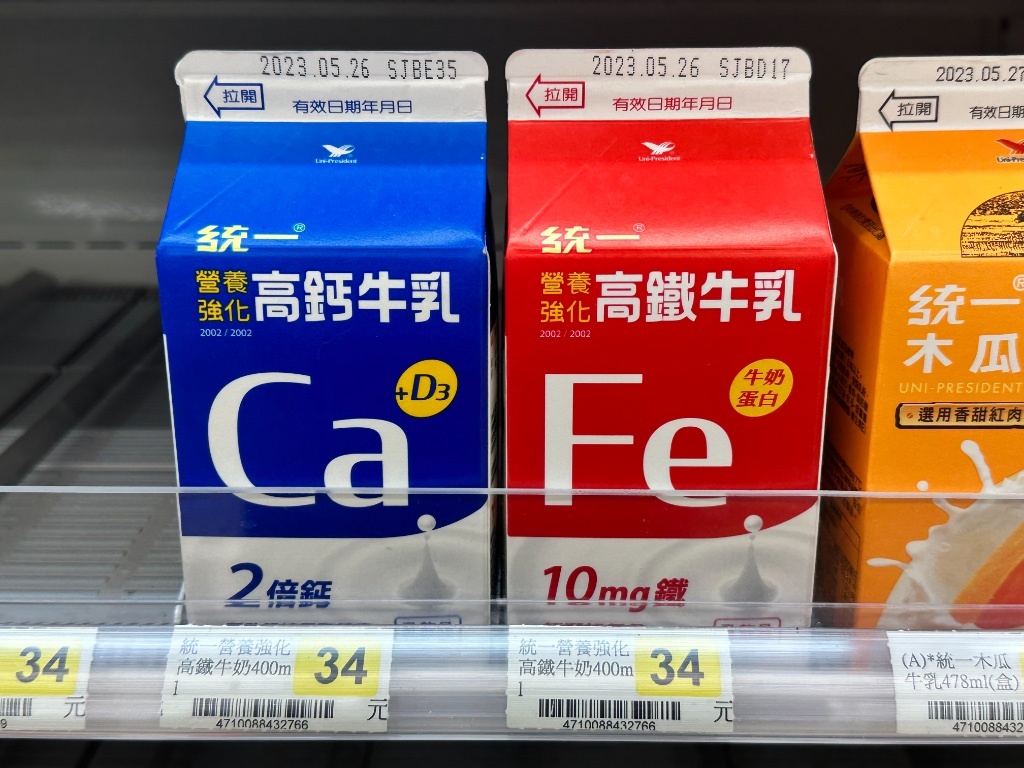 2023.05.26 SJBE35
拉開
有效日期年月日
Uni-President
統一®
營養
強化
高鈣牛乳
2002 / 2002
Ca
+D3
2倍鈣
2023.05.26 SJBD17
拉開
有效日期年月日
Uni-President
統一®
營養
強化
高鐵牛乳
2002 / 2002
Fe
牛奶
蛋白
10mg鐵
2023.05.27
拉開
有效日期
Uni-President
統一®
木瓜
UNI-PRESIDENT
選用香甜紅肉
34
元
9
統一營養強化
高鐵牛奶400m
l
34
元
4710088432766
統一營養強化
高鐵牛奶400m
l
34
元
4710088432766
(A)*統一木瓜
牛乳478ml(盒)
4710088432